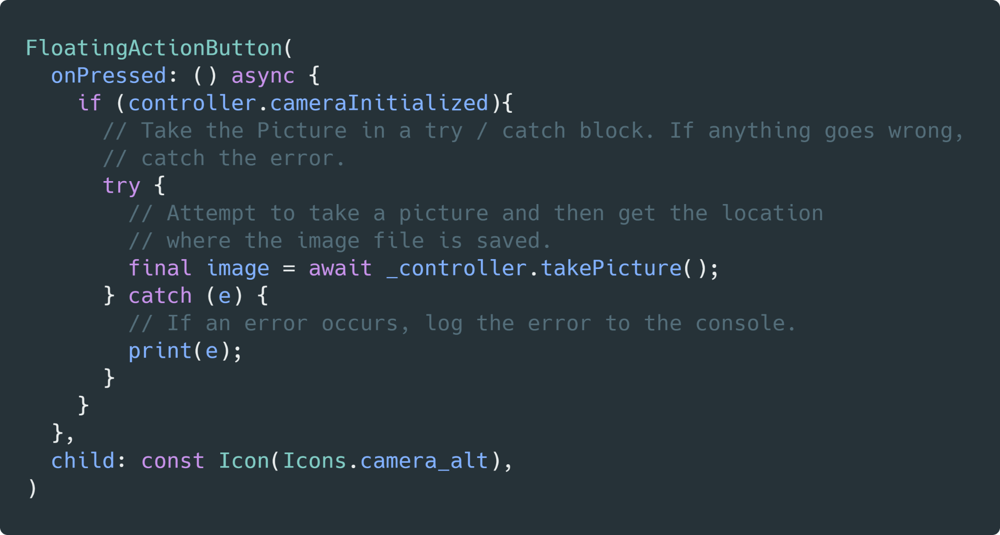 FloatingActionButton(
  onPressed: () async {
    if (controller.cameraInitialized){
      // Take the Picture in a try / catch block. If anything goes wrong,
      // catch the error.
      try {
        // Attempt to take a picture and then get the location
        // where the image file is saved.
        final image = await _controller.takePicture();
      } catch (e) {
        // If an error occurs, log the error to the console.
        print(e);
      }
    }
  },
  child: const Icon(Icons.camera_alt),
)